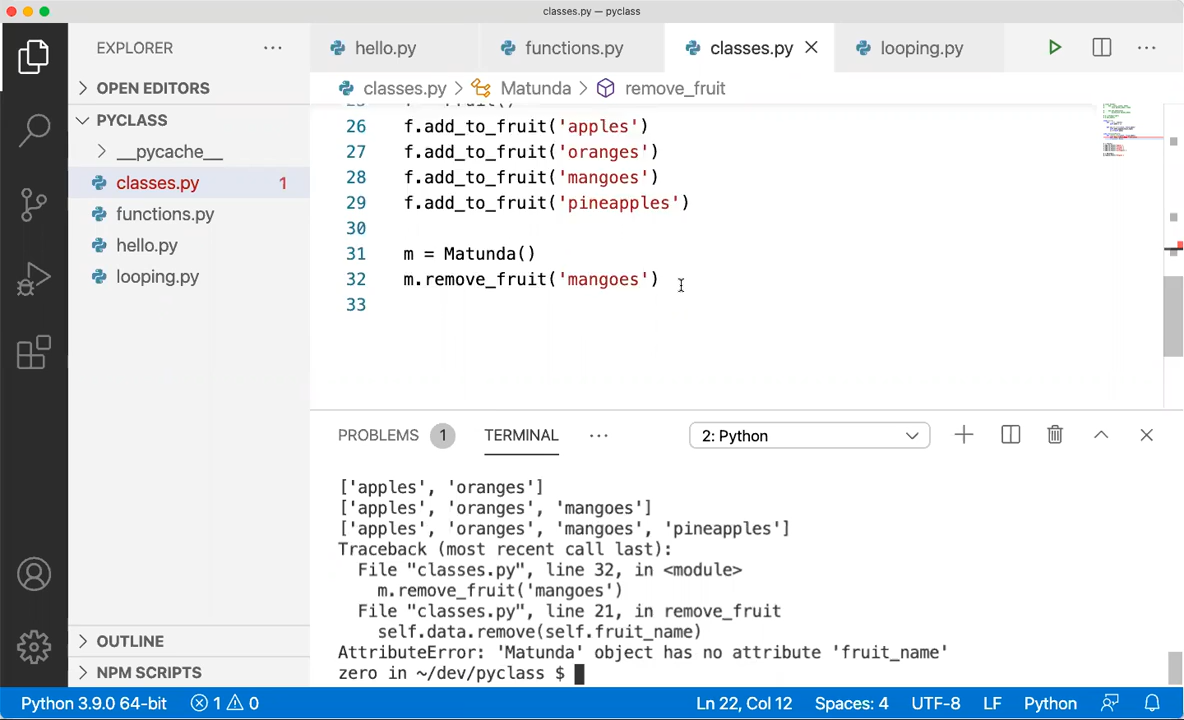 classes.py — pyclass
EXPLORER
OPEN EDITORS
PYCLASS
__pycache__
classes.py 1
functions.py
hello.py
looping.py
OUTLINE
NPM SCRIPTS
hello.py functions.py classes.py looping.py
classes.py > Matunda > remove_fruit
26 f.add_to_fruit('apples')
27 f.add_to_fruit('oranges')
28 f.add_to_fruit('mangoes')
29 f.add_to_fruit('pineapples')
30
31 m = Matunda()
32 m.remove_fruit('mangoes')
33
PROBLEMS 1 TERMINAL 2: Python
['apples', 'oranges']
['apples', 'oranges', 'mangoes']
['apples', 'oranges', 'mangoes', 'pineapples']
Traceback (most recent call last):
File "classes.py", line 32, in <module>
m.remove_fruit('mangoes')
File "classes.py", line 21, in remove_fruit
self.data.remove(self.fruit_name)
AttributeError: 'Matunda' object has no attribute 'fruit_name'
zero in ~/dev/pyclass $
Python 3.9.0 64-bit 1 0 Ln 22, Col 12 Spaces: 4 UTF-8 LF Python